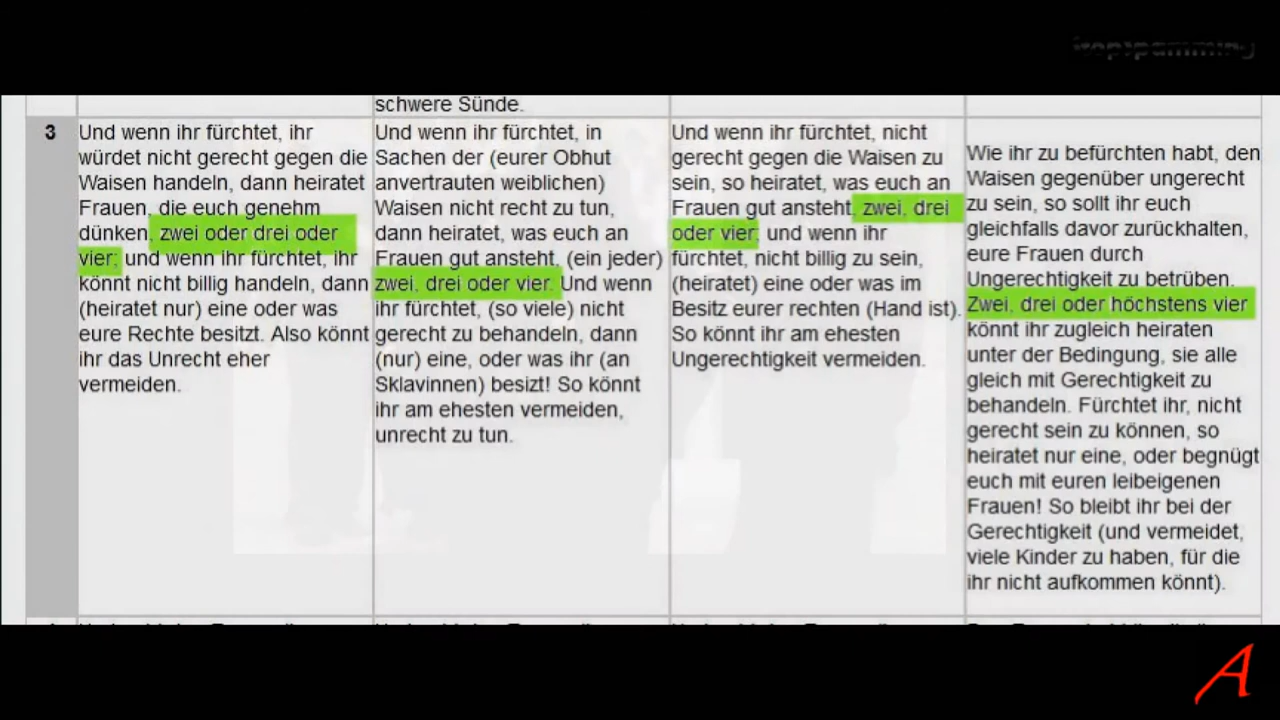 schwere Sünde.
3
Und wenn ihr fürchtet, ihr
würdet nicht gerecht gegen die
Waisen handeln, dann heiratet
Frauen, die euch genehm
dünken, zwei oder drei oder
vier; und wenn ihr fürchtet, ihr
könnt nicht billig handeln, dann
(heiratet nur) eine oder was
eure Rechte besitzt. Also könnt
ihr das Unrecht eher
vermeiden.
Und wenn ihr fürchtet, in
Sachen der (eurer Obhut
anvertrauten weiblichen)
Waisen nicht recht zu tun,
dann heiratet, was euch an
Frauen gut ansteht, (ein jeder)
zwei, drei oder vier. Und wenn
ihr fürchtet, (so viele) nicht
gerecht zu behandeln, dann
(nur) eine, oder was ihr (an
Sklavinnen) besizt! So könnt
ihr am ehesten vermeiden,
unrecht zu tun.
Und wenn ihr fürchtet, nicht
gerecht gegen die Waisen zu
sein, so heiratet, was euch an
Frauen gut ansteht, zwei, drei
oder vier; und wenn ihr
fürchtet, nicht billig zu sein,
(heiratet) eine oder was im
Besitz eurer rechten (Hand ist).
So könnt ihr am ehesten
Ungerechtigkeit vermeiden.
Wie ihr zu befürchten habt, den
Waisen gegenüber ungerecht
zu sein, so sollt ihr euch
gleichfalls davor zurückhalten,
eure Frauen durch
Ungerechtigkeit zu betrüben.
Zwei, drei oder höchstens vier
könnt ihr zugleich heiraten
unter der Bedingung, sie alle
gleich mit Gerechtigkeit zu
behandeln. Fürchtet ihr, nicht
gerecht sein zu können, so
heiratet nur eine, oder begnügt
euch mit euren leibeigenen
Frauen! So bleibt ihr bei der
Gerechtigkeit (und vermeidet,
viele Kinder zu haben, für die
ihr nicht aufkommen könnt).
A